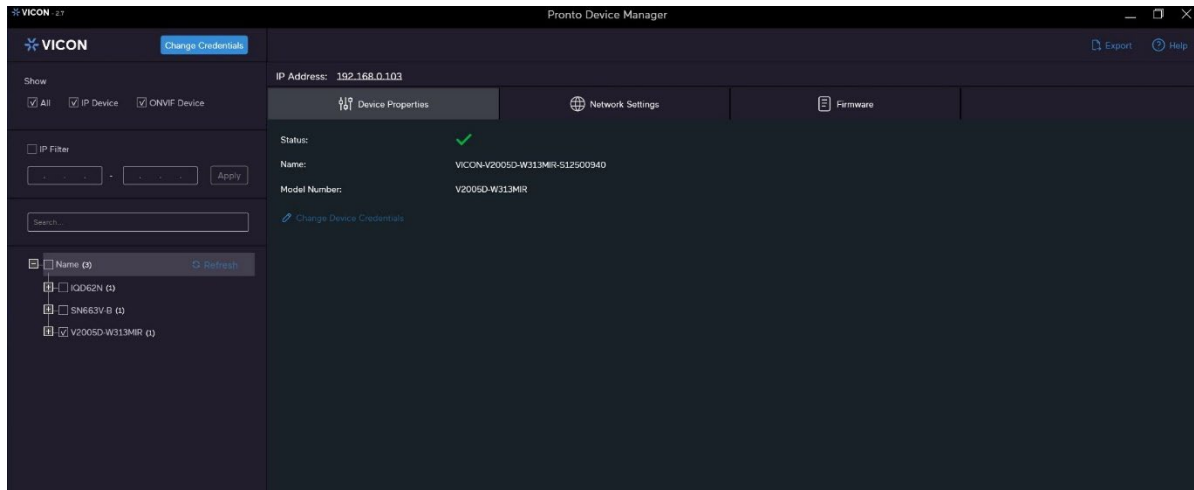 VICON - 2.7
Pronto Device Manager
VICON
Change Credentials
Export
Help
Show
All
IP Device
ONVIF Device
IP Address: 192.168.0.103
Device Properties
Network Settings
Firmware
IP Filter
. . . - . . . Apply
Search...
Status:
Name: VICON-V2005D-W313MIR-S12500940
Model Number: V2005D-W313MIR
Change Device Credentials
Name (3)
Refresh
IQD62N (1)
SN663V-B (1)
V2005D-W313MIR (1)